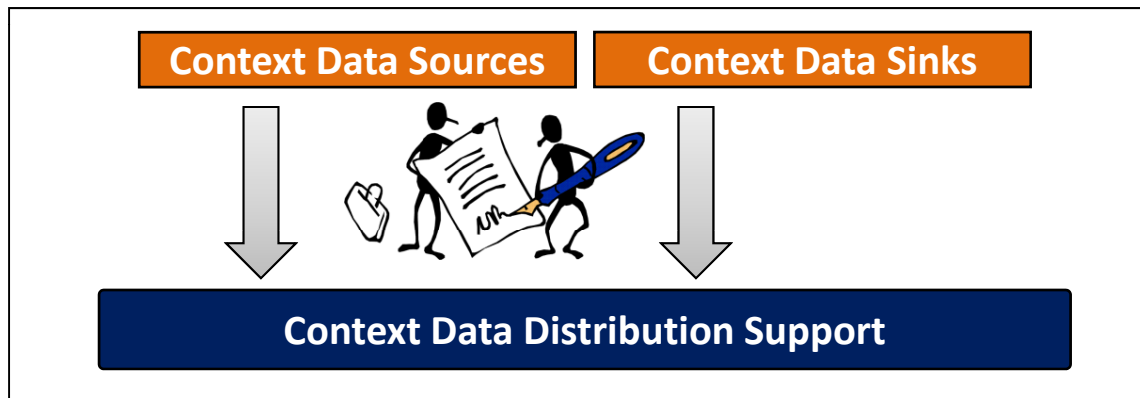 Context Data Sources
Context Data Sinks
Context Data Distribution Support